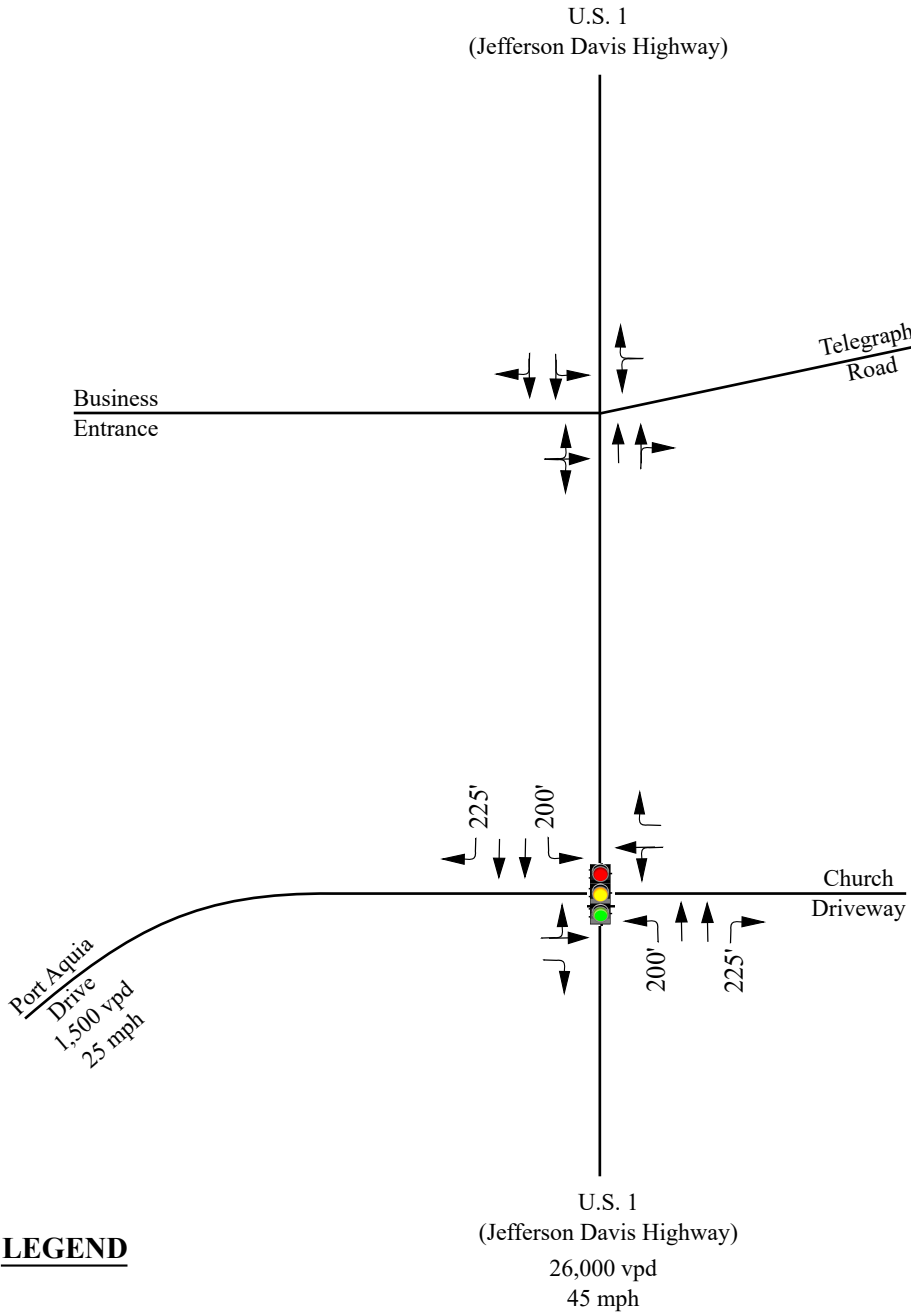 U.S. 1
(Jefferson Davis Highway)
Telegraph
Road
Business
Entrance
225'
200'
Church
Driveway
200'
225'
Port Aquia
Drive
1,500 vpd
25 mph
U.S. 1
(Jefferson Davis Highway)
26,000 vpd
45 mph
LEGEND